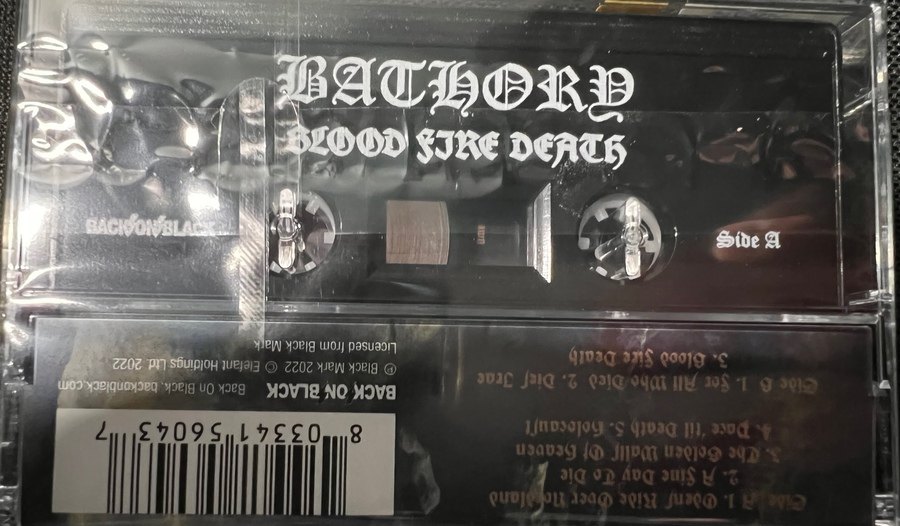 BATHORY
BLOOD FIRE DEATH
BACK ON BLACK
Side A
Side A 1. Odens Ride Over Nordland
2. A Fine Day To Die
3. The Golden Walls Of Heaven
4. Pace 'til Death 5. Holocaust
Side B 1. For All Who Died 2. Dies Irae
3. Blood Fire Death
8 03341 56043 7
BACK ON BLACK Back On Black. backonblack.com
℗ Black Mark 2022 © Elefant Holdings Ltd 2022
Licensed from Black Mark